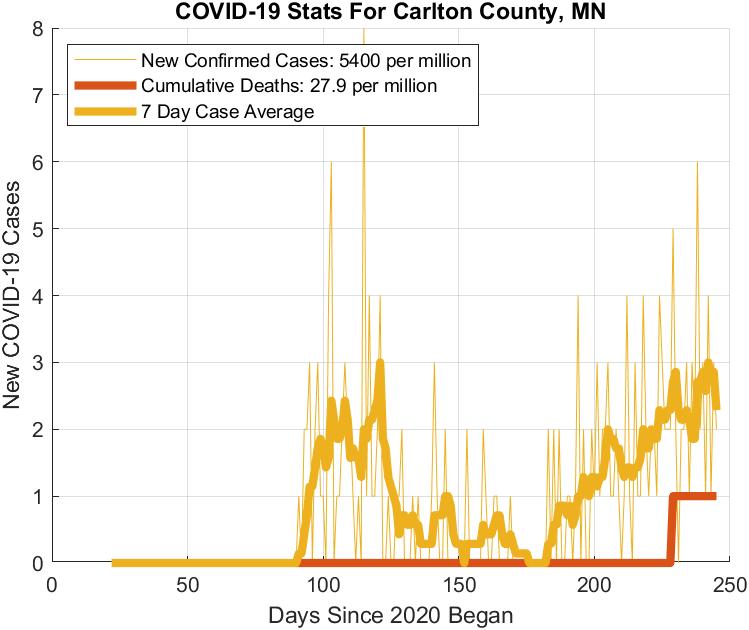 COVID-19 Stats For Carlton County, MN
New Confirmed Cases: 5400 per million
Cumulative Deaths: 27.9 per million
7 Day Case Average
New COVID-19 Cases
8
7
6
5
4
3
2
1
0
0 50 100 150 200 250
Days Since 2020 Began